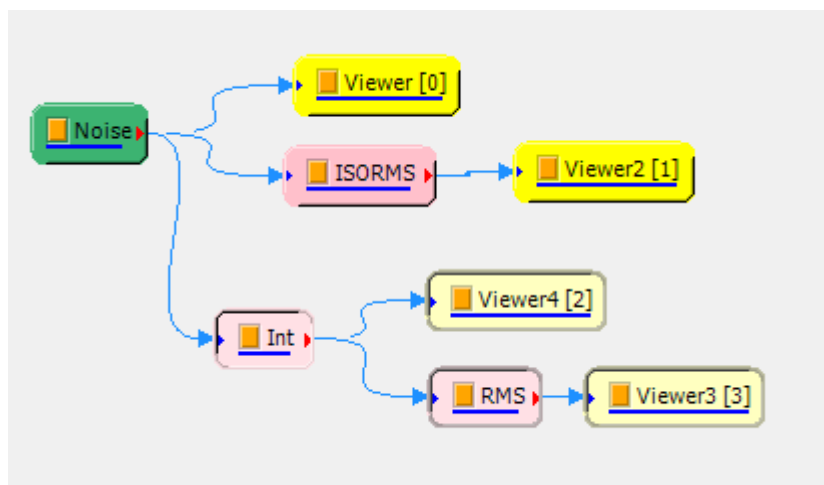 Viewer [0]
Noise
ISORMS
Viewer2 [1]
Viewer4 [2]
Int
RMS
Viewer3 [3]